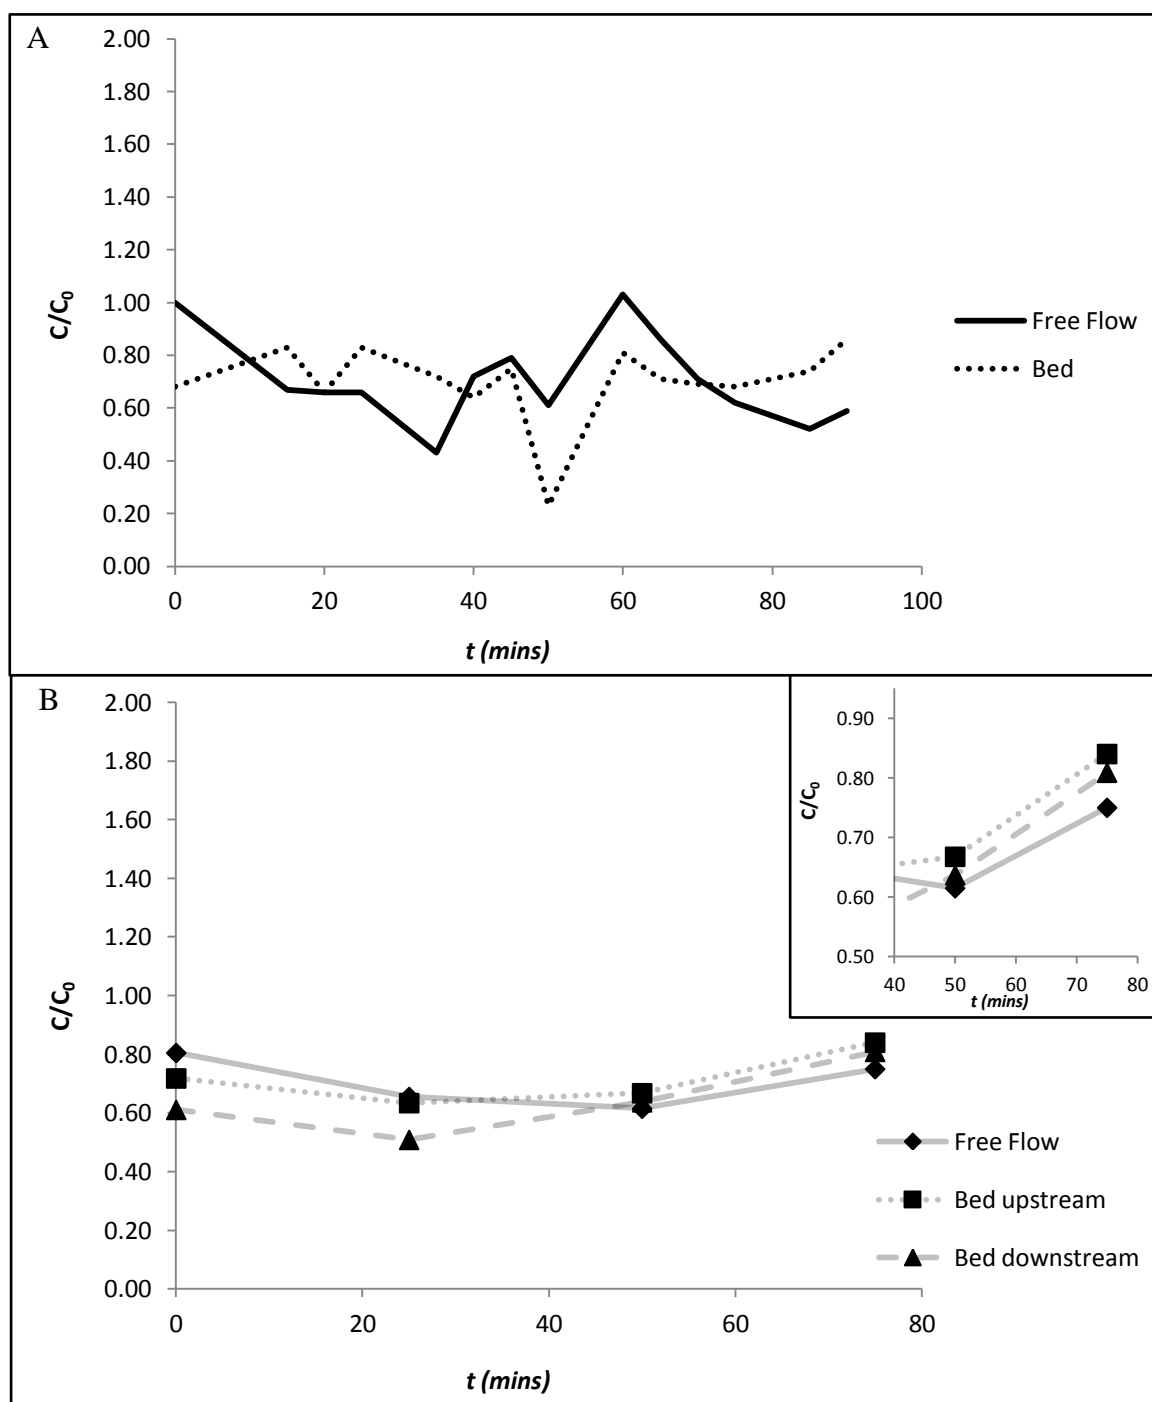 A
2.00
1.80
1.60
1.40
1.20
1.00
0.80
0.60
0.40
0.20
0.00
C/C₀
0 20 40 60 80 100
t (mins)
Free Flow
Bed
B
2.00
1.80
1.60
1.40
1.20
1.00
0.80
0.60
0.40
0.20
0.00
C/C₀
0 20 40 60 80
t (mins)
0.90
0.80
0.70
0.60
0.50
C/C₀
40 50 60 70 80
t (mins)
Free Flow
Bed upstream
Bed downstream